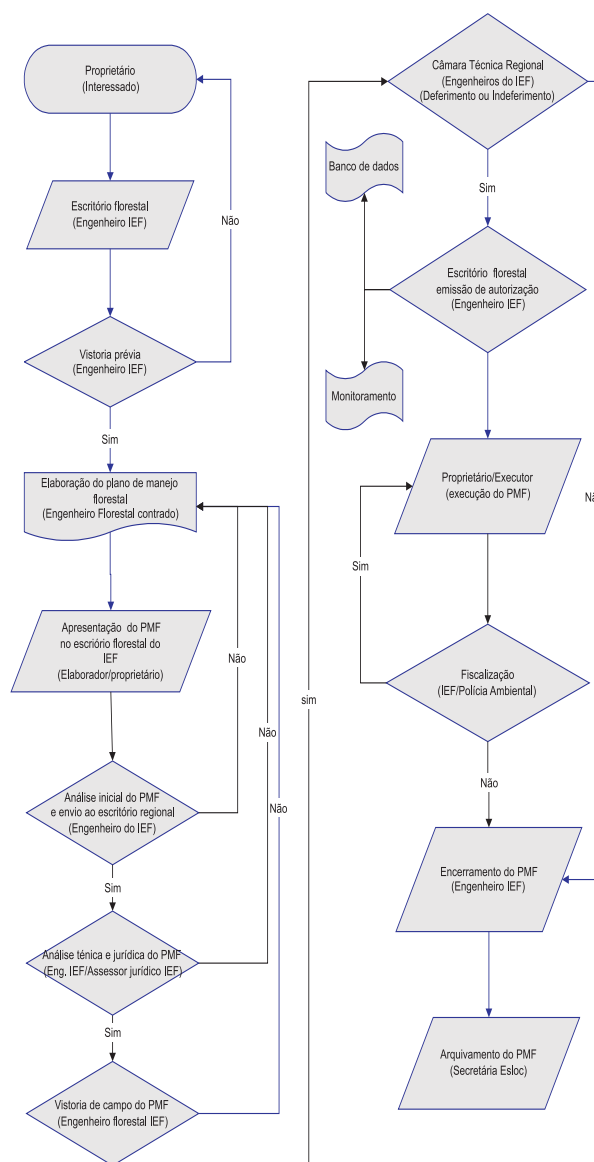 Proprietário
(Interessado)
Escritório florestal
(Engenheiro IEF)
Não
Vistoria prévia
(Engenheiro IEF)
Sim
Elaboração do plano de manejo
florestal
(Engenheiro Florestal contrado)
Apresentação do PMF
no escriório florestal do
IEF
(Elaborador/proprietário)
Não
Não
Não
Análise inicial do PMF
e envio ao escritório regional
(Engenheiro do IEF)
Sim
Análise ténica e jurídica do PMF
(Eng, IEF/Assessor jurídico IEF)
Sim
Vistoria de campo do PMF
(Engenheiro florestal IEF)
sim
Câmara Técnica Regional
(Engenheiros do IEF)
(Deferimento ou Indeferimento)
Banco de dados
Sim
Escritório florestal
emissão de autorização
(Engenheiro IEF)
Monitoramento
Proprietário/Executor
(execução do PMF)
Sim
Fiscalização
(IEF/Polícia Ambiental)
Não
Encerramento do PMF
(Engenheiro IEF)
Arquivamento do PMF
(Secretária Esloc)